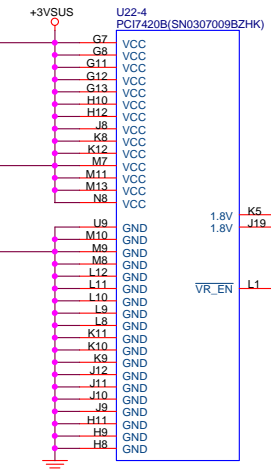 +3VSUS
U22-4
PCI7420B(SN0307009BZHK)
G7 VCC
G8 VCC
G11 VCC
G12 VCC
G13 VCC
H10 VCC
H12 VCC
J8 VCC
K8 VCC
K12 VCC
M7 VCC
M11 VCC
M13 VCC
N8 VCC
1.8V K5
U9 GND 1.8V J19
M10 GND
M9 GND
M8 GND
L12 GND
L11 GND VR_EN L1
L10 GND
L9 GND
L8 GND
K11 GND
K10 GND
K9 GND
J12 GND
J11 GND
J10 GND
J9 GND
H11 GND
H9 GND
H8 GND